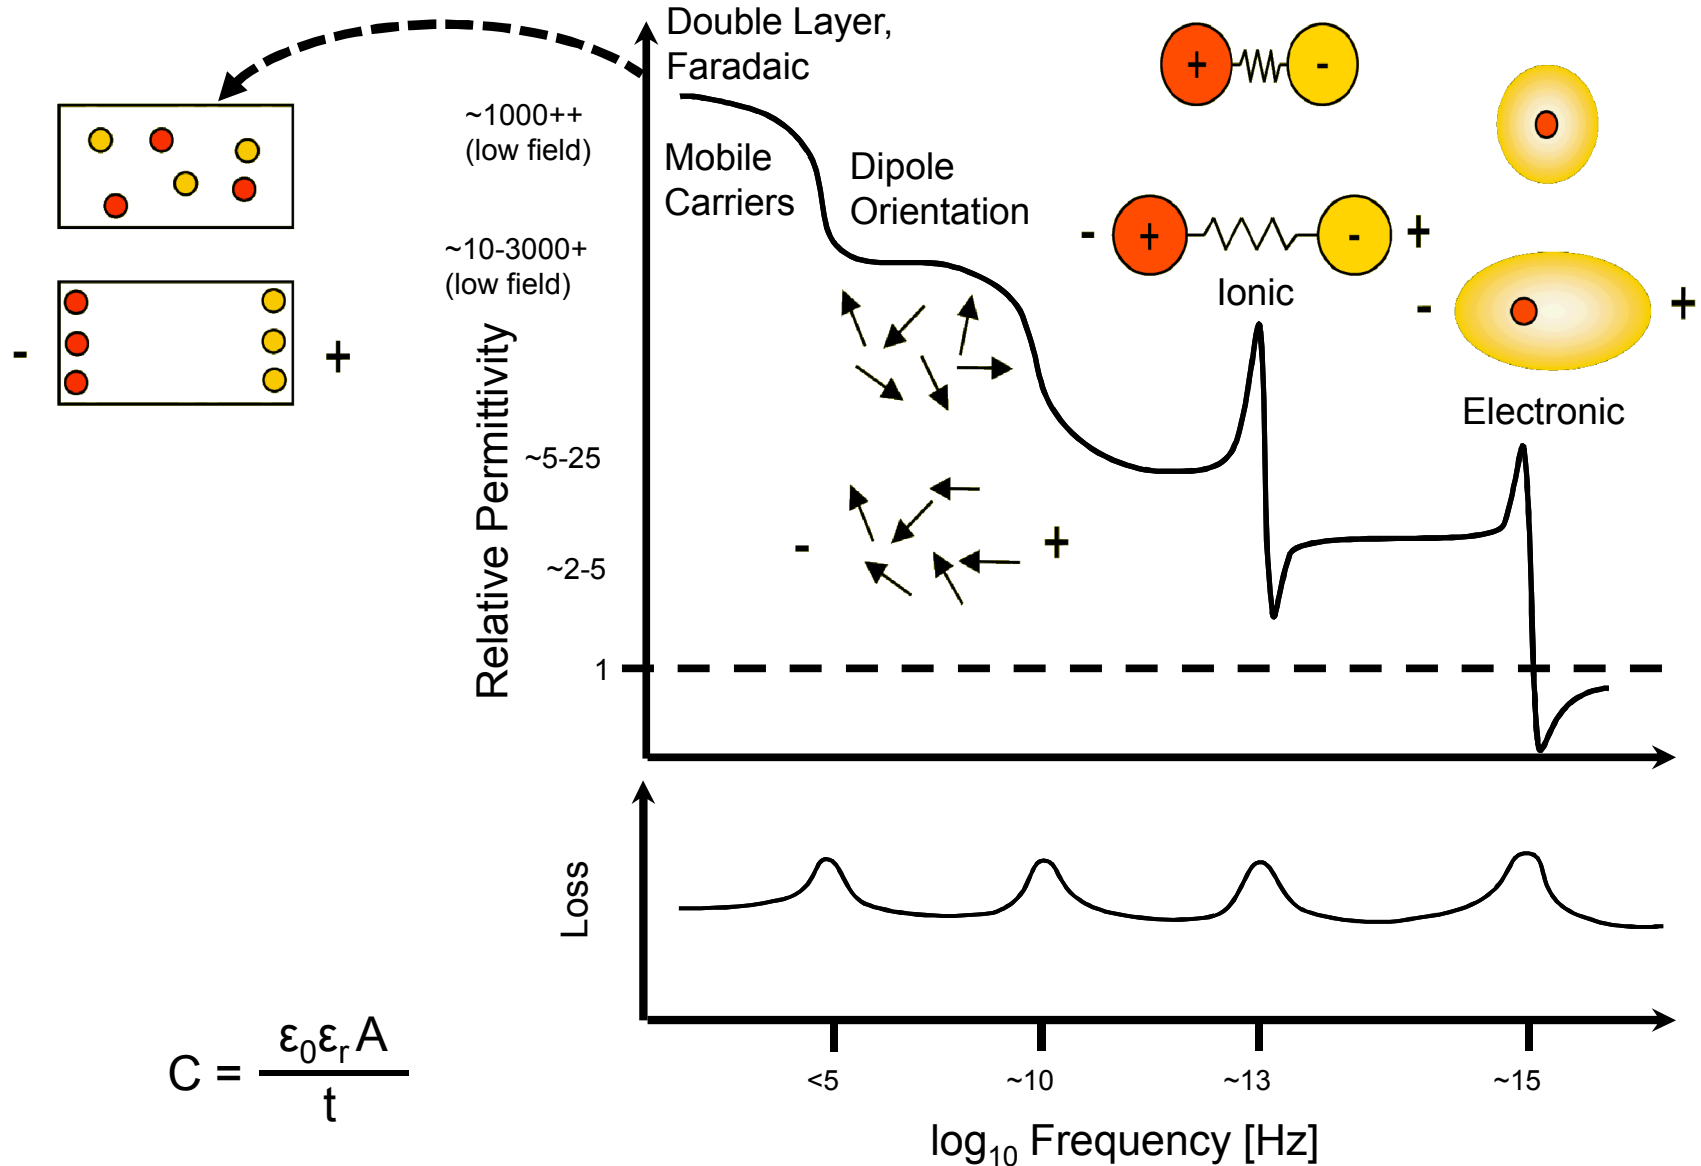 Double Layer,
Faradaic
~1000++
(low field)
Mobile
Carriers
Dipole
Orientation
~10-3000+
(low field)
+ -
- + - +
Ionic
- +
- +
Electronic
Relative Permittivity
~5-25
- +
~2-5
1
Loss
C = ε₀εᵣ A
t
<5 ~10 ~13 ~15
log₁₀ Frequency [Hz]